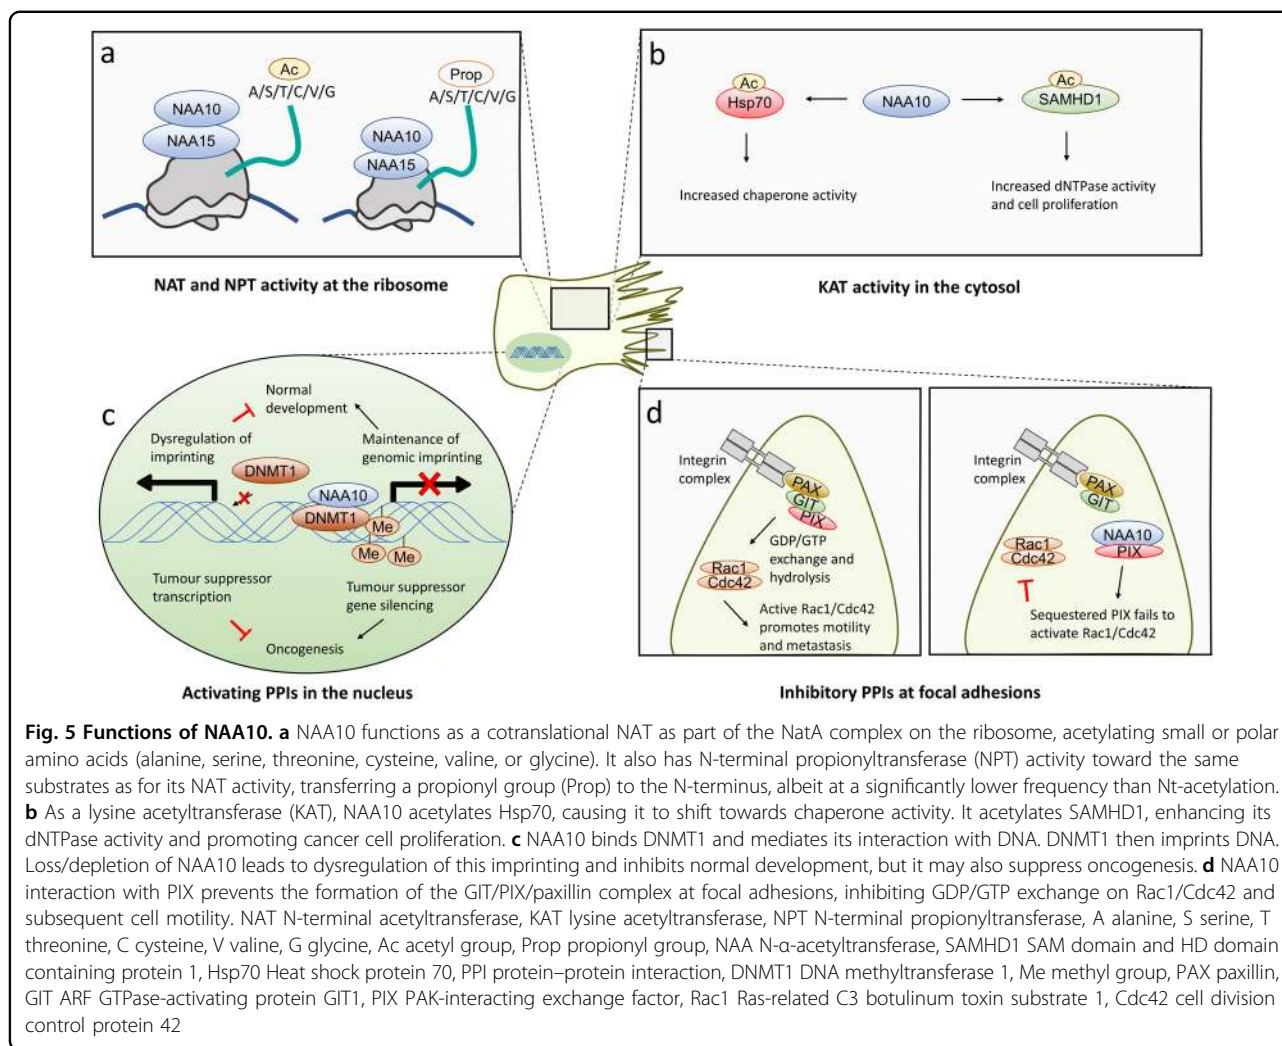 a
Ac
A/S/T/C/V/G
NAA10
NAA15
Prop
A/S/T/C/V/G
NAA10
NAA15
NAT and NPT activity at the ribosome
b
Ac
Hsp70
NAA10
Ac
SAMHD1
Increased chaperone activity
Increased dNTPase activity
and cell proliferation
KAT activity in the cytosol
c
Normal
development
Dysregulation of
imprinting
Maintenance of
genomic imprinting
DNMT1
NAA10
DNMT1
Me
Me
Me
Tumour suppressor
transcription
Tumour suppressor
gene silencing
Oncogenesis
Activating PPIs in the nucleus
d
Integrin
complex
PAX
GIT
PIX
GDP/GTP
exchange and
hydrolysis
Rac1
Cdc42
Active Rac1/Cdc42
promotes motility
and metastasis
Integrin
complex
PAX
GIT
NAA10
PIX
Rac1
Cdc42
Sequestered PIX fails to
activate Rac1/Cdc42
Inhibitory PPIs at focal adhesions
Fig. 5 Functions of NAA10. a NAA10 functions as a cotranslational NAT as part of the NatA complex on the ribosome, acetylating small or polar
amino acids (alanine, serine, threonine, cysteine, valine, or glycine). It also has N-terminal propionyltransferase (NPT) activity toward the same
substrates as for its NAT activity, transferring a propionyl group (Prop) to the N-terminus, albeit at a significantly lower frequency than Nt-acetylation.
b As a lysine acetyltransferase (KAT), NAA10 acetylates Hsp70, causing it to shift towards chaperone activity. It acetylates SAMHD1, enhancing its
dNTPase activity and promoting cancer cell proliferation. c NAA10 binds DNMT1 and mediates its interaction with DNA. DNMT1 then imprints DNA.
Loss/depletion of NAA10 leads to dysregulation of this imprinting and inhibits normal development, but it may also suppress oncogenesis. d NAA10
interaction with PIX prevents the formation of the GIT/PIX/paxillin complex at focal adhesions, inhibiting GDP/GTP exchange on Rac1/Cdc42 and
subsequent cell motility. NAT N-terminal acetyltransferase, KAT lysine acetyltransferase, NPT N-terminal propionyltransferase, A alanine, S serine, T
threonine, C cysteine, V valine, G glycine, Ac acetyl group, Prop propionyl group, NAA N-α-acetyltransferase, SAMHD1 SAM domain and HD domain
containing protein 1, Hsp70 Heat shock protein 70, PPI protein–protein interaction, DNMT1 DNA methyltransferase 1, Me methyl group, PAX paxillin,
GIT ARF GTPase-activating protein GIT1, PIX PAK-interacting exchange factor, Rac1 Ras-related C3 botulinum toxin substrate 1, Cdc42 cell division
control protein 42